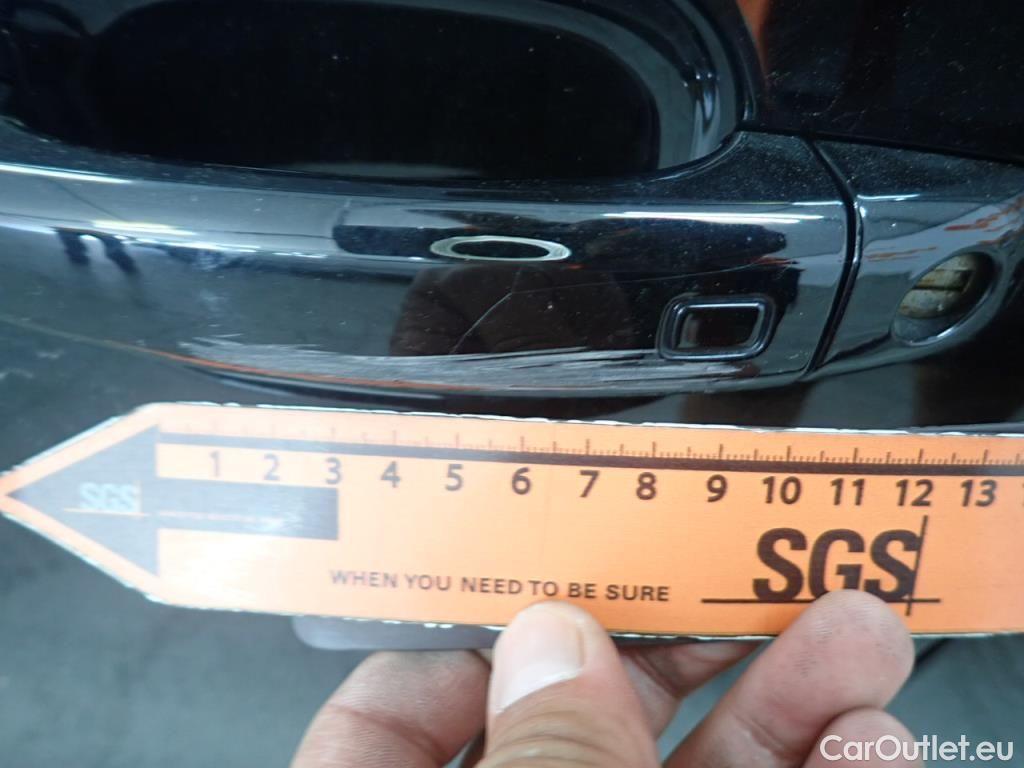 1 2 3 4 5 6 7 8 9 10 11 12 13
SGS
SGS
WHEN YOU NEED TO BE SURE
CarOutlet.eu